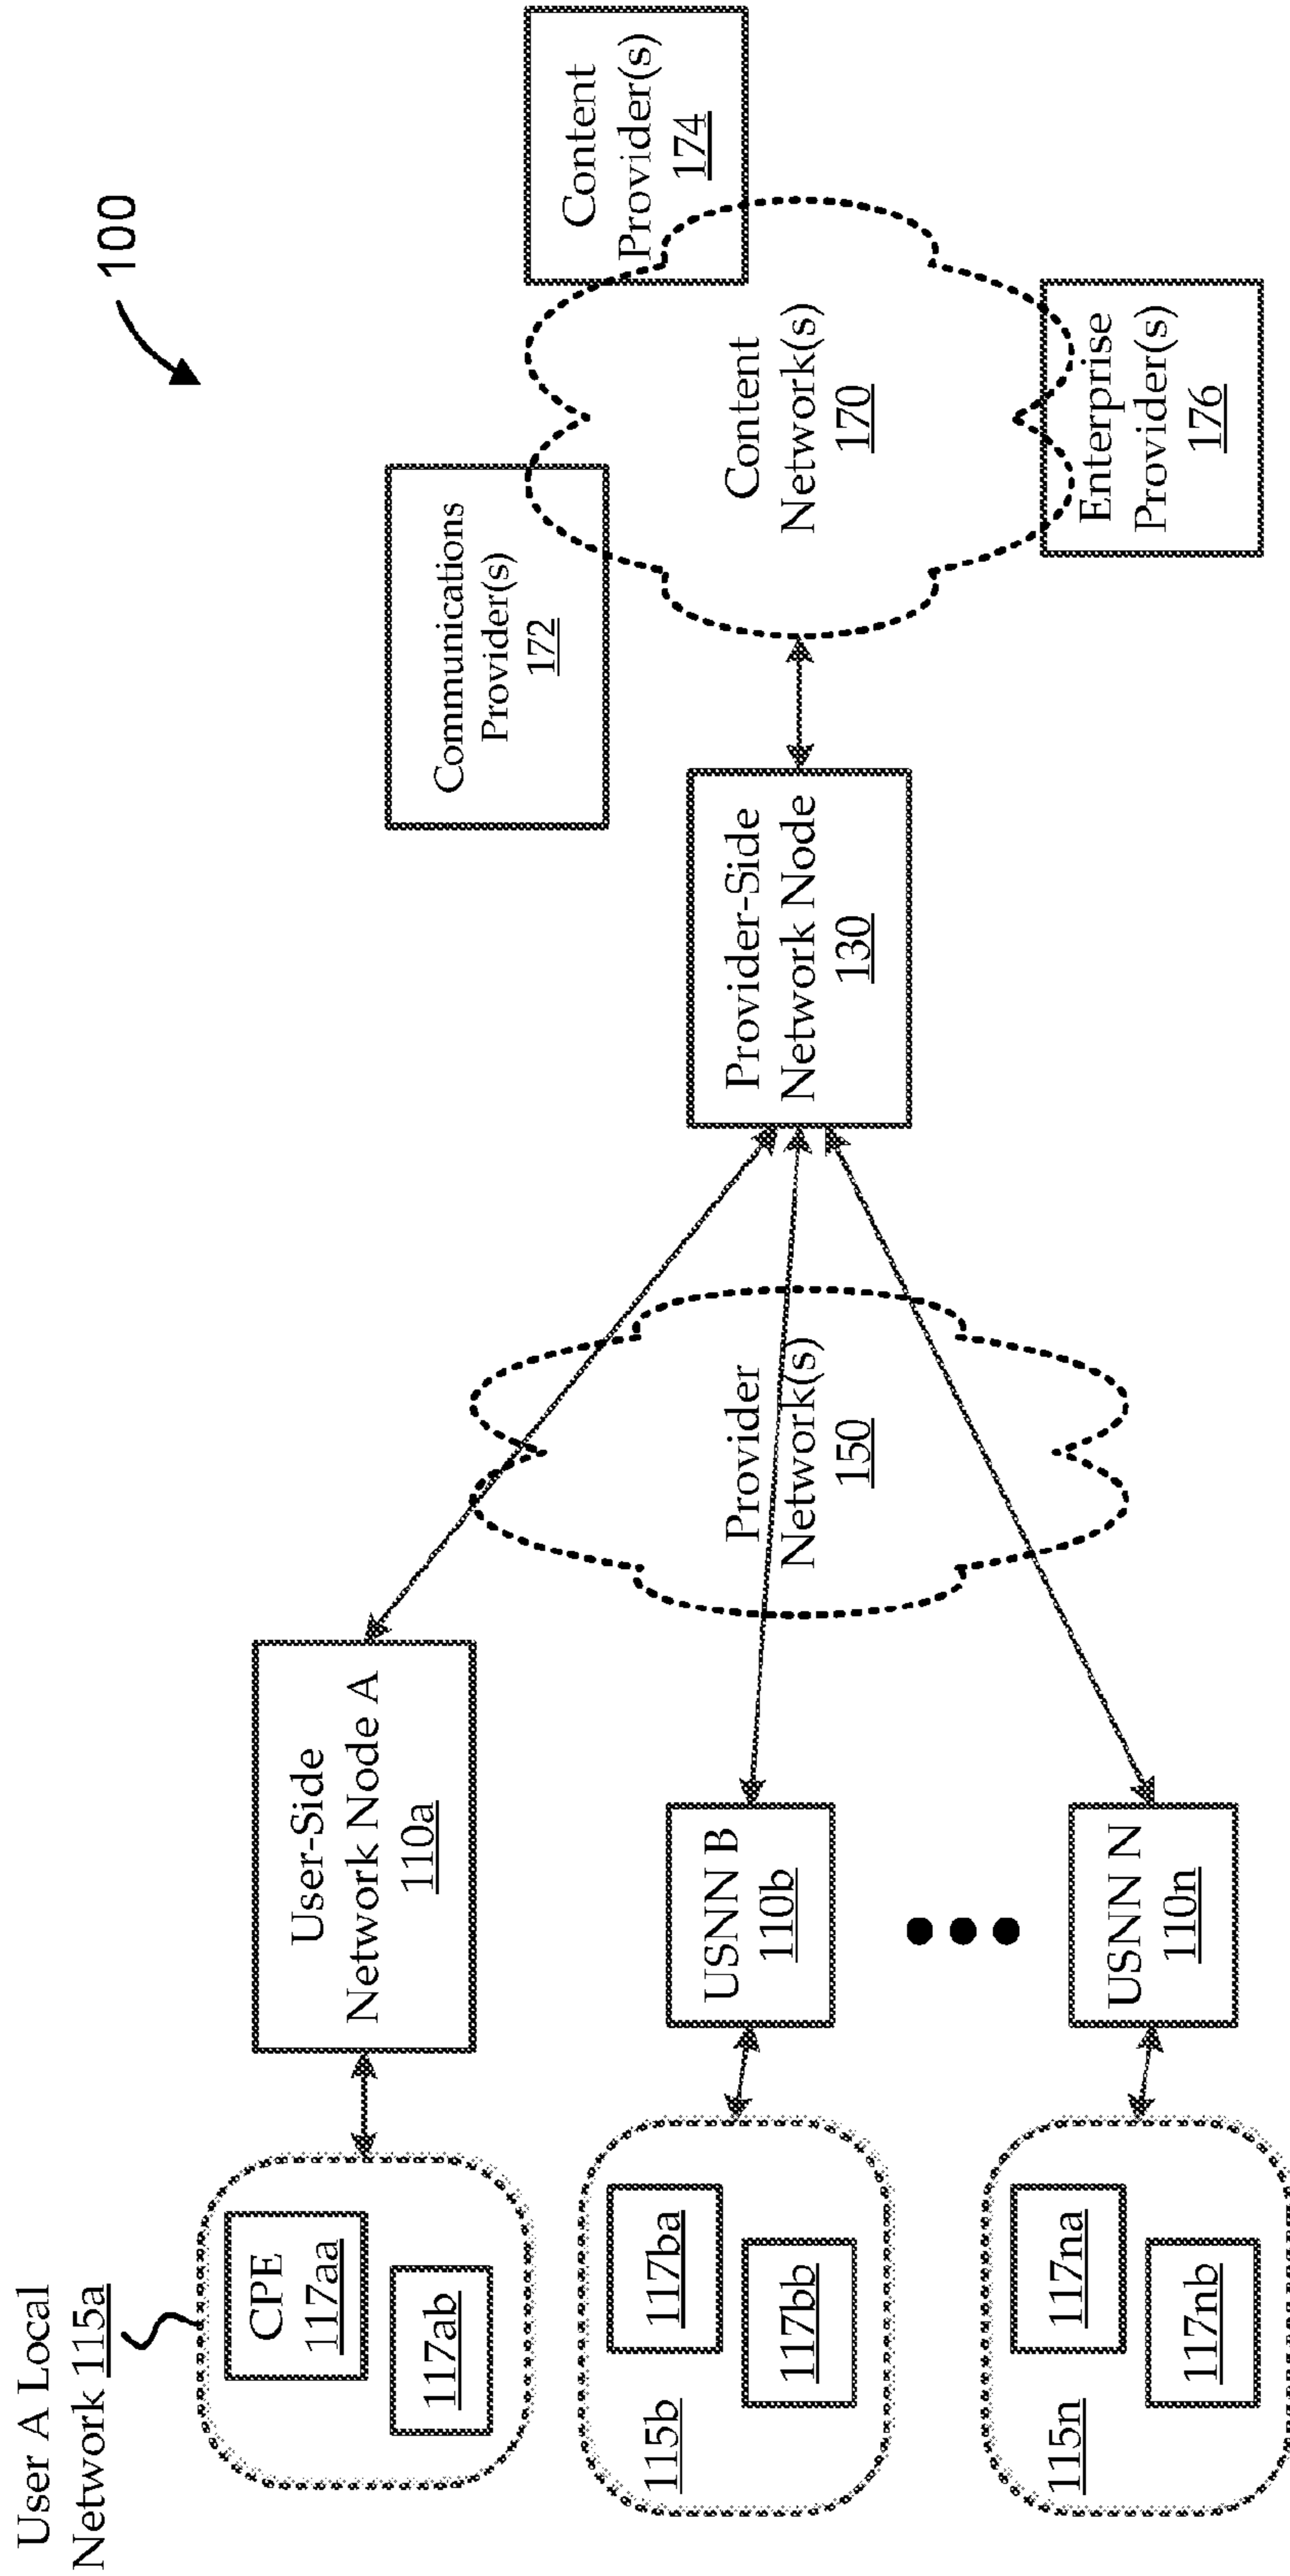 100
User A Local
Network 115a
CPE
117aa
117ab
User-Side
Network Node A
110a
115b
117ba
117bb
USNN B
110b
115n
117na
117nb
USNN N
110n
Provider
Network(s)
150
Provider-Side
Network Node
130
Communications
Provider(s)
172
Content
Provider(s)
174
Content
Network(s)
170
Enterprise
Provider(s)
176